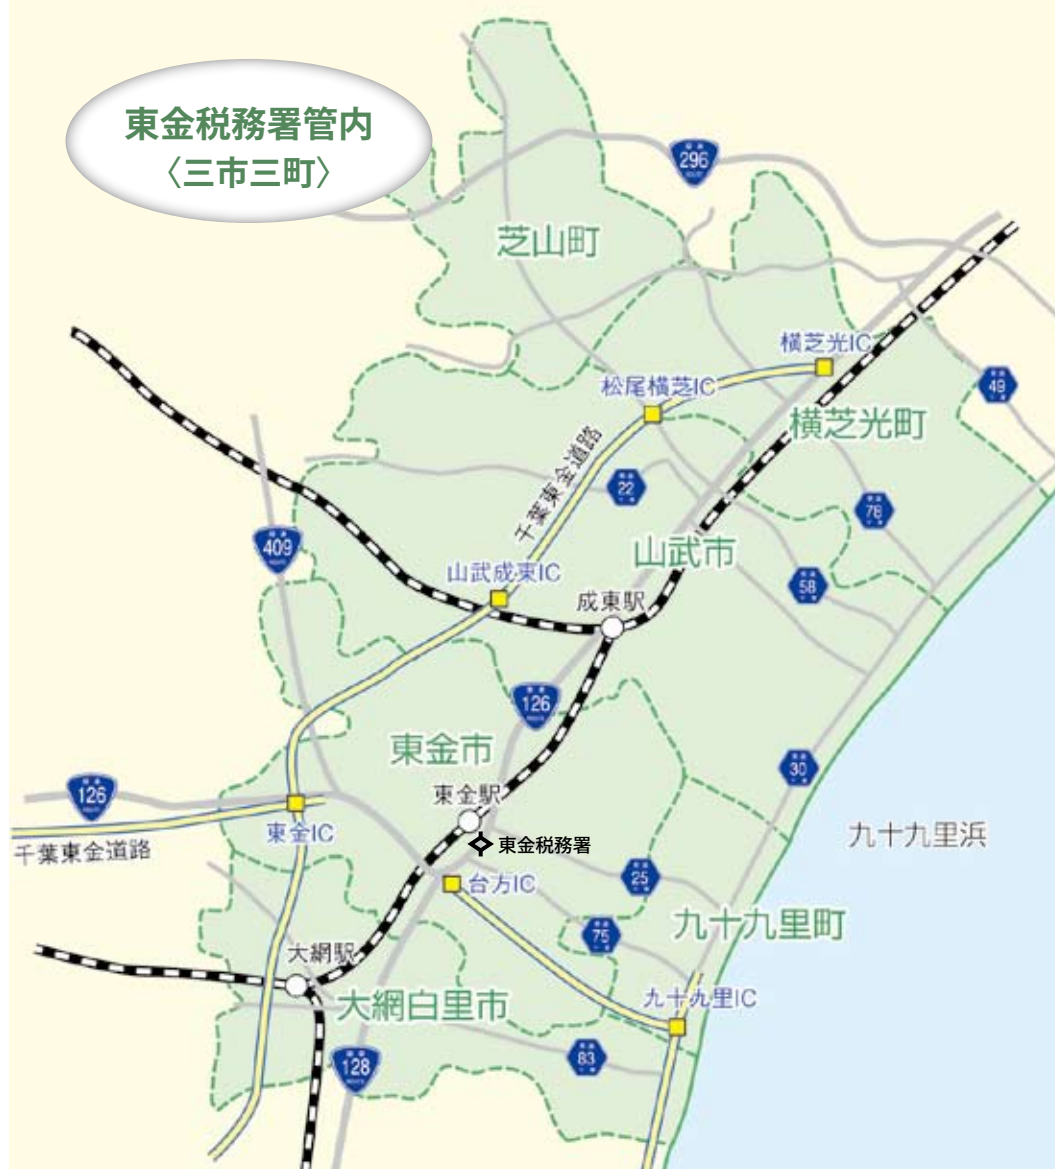 東金税務署管内
〈三市三町〉
296
芝山町
横芝光IC
松尾横芝IC
49
横芝光町
千葉東金道路
22
78
409
山武市
山武成東IC
58
成東駅
126
東金市
30
126
東金駅
東金IC
九十九里浜
千葉東金道路
東金税務署
25
台方IC
九十九里町
75
大網駅
九十九里IC
大網白里市
83
128